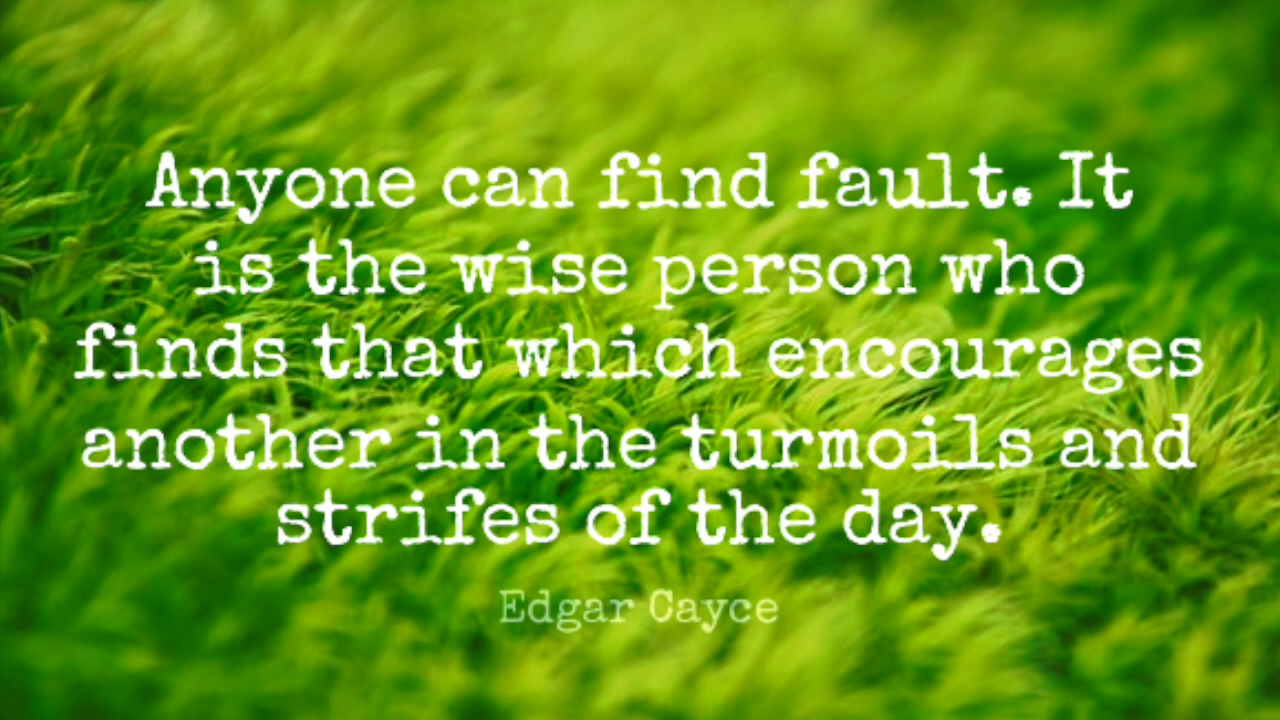 Anyone can find fault. It
is the wise person who
finds that which encourages
another in the turmoils and
strifes of the day.
Edgar Cayce